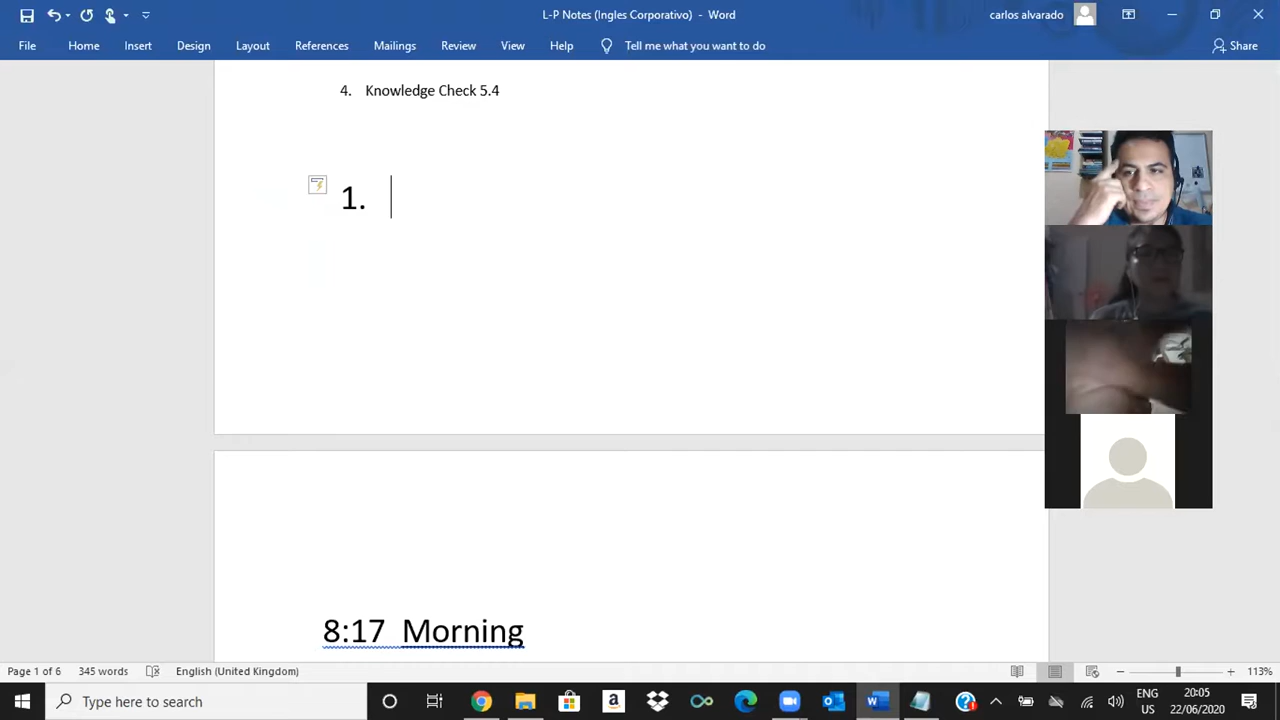 L-P Notes (Ingles Corporativo) - Word
carlos alvarado
File Home Insert Design Layout References Mailings Review View Help Tell me what you want to do Share
4. Knowledge Check 5.4
1.
8:17 Morning
Page 1 of 6 345 words English (United Kingdom) 113%
Type here to search
ENG
US
20:05
22/06/2020